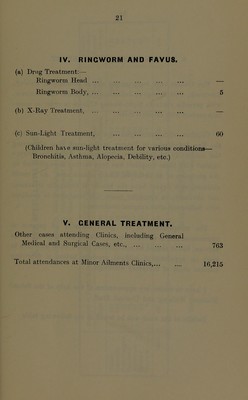 21
IV. RINGWORM AND FAVUS.
(a) Drug Treatment:—
Ringworm Head ... ... ... ... ... —
Ringworm Body, ... ... ... ... ... 5
(b) X-Ray Treatment, ... ... ... ... ... —
(c) Sun-Light Treatment, ... ... ... ... 60
(Children have sun-light treatment for various conditions—
Bronchitis, Asthma, Alopecia, Debility, etc.)
V. GENERAL TREATMENT.
Other cases attending Clinics, including General
Medical and Surgical Cases, etc., ... ... ... 763
Total attendances at Minor Ailments Clinics,... ... 16,215